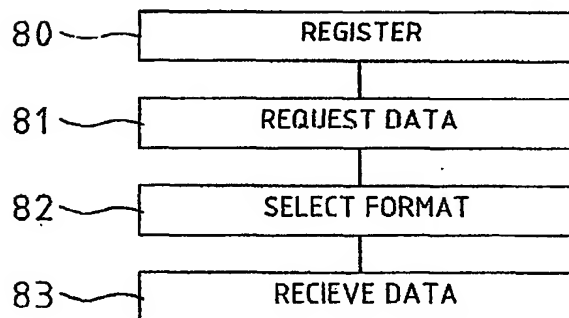 80 REGISTER
81 REQUEST DATA
82 SELECT FORMAT
83 RECIEVE DATA